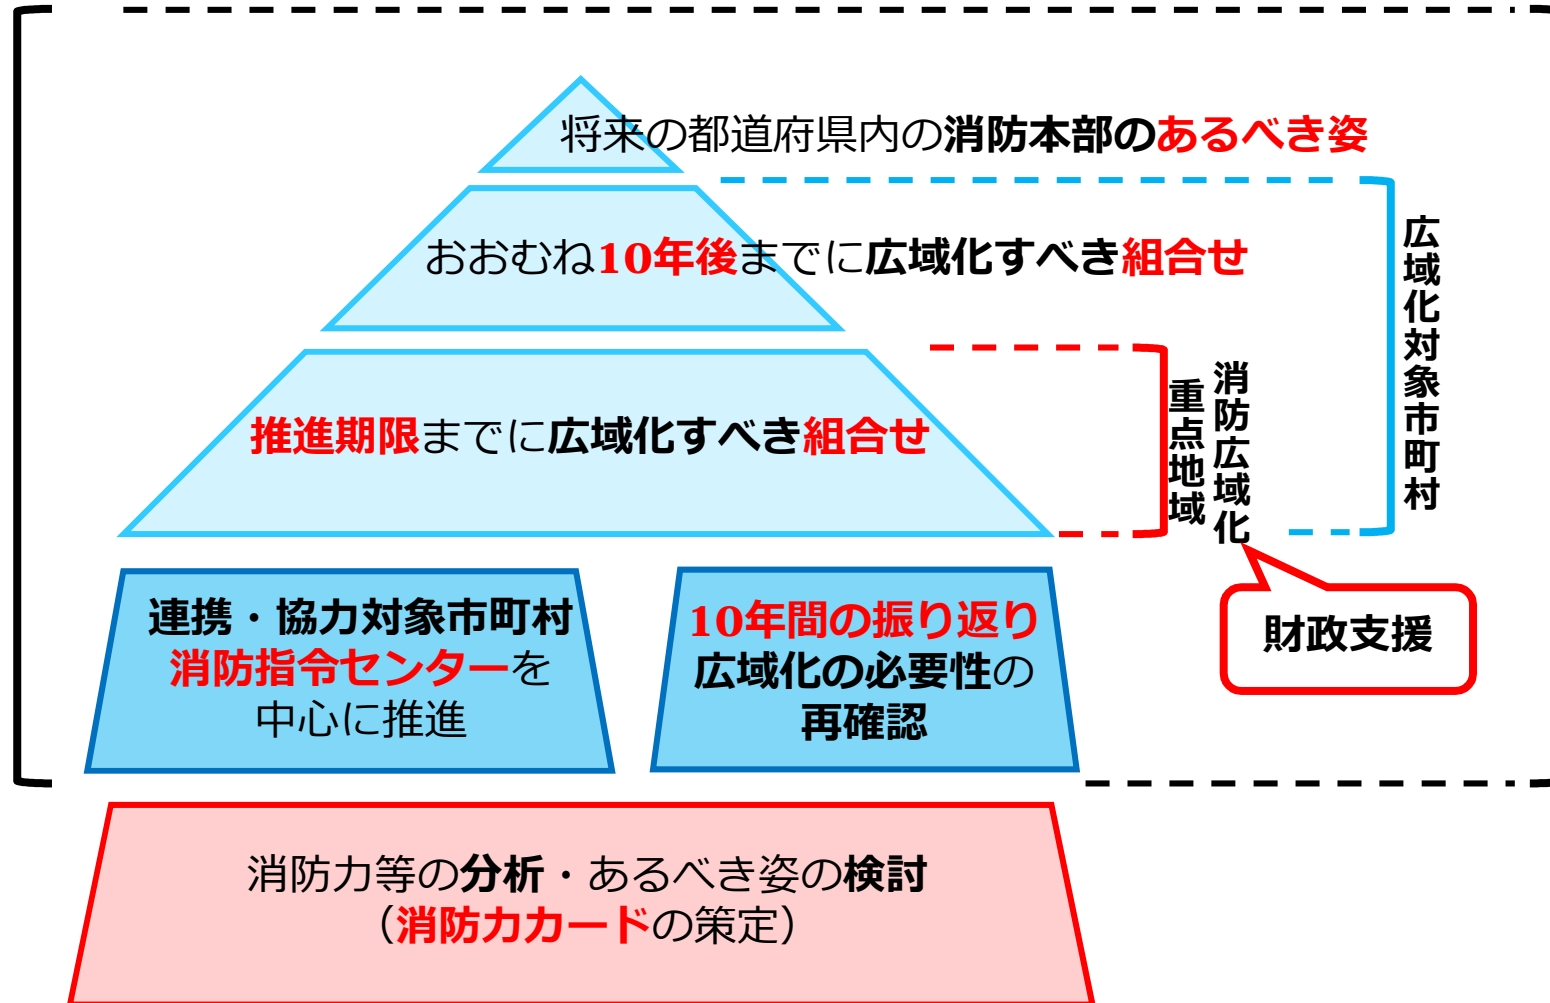 将来の都道府県内の消防本部のあるべき姿
おおむね10年後までに広域化すべき組合せ
推進期限までに広域化すべき組合せ
消防広域化
重点地域
広域化対象市町村
財政支援
連携・協力対象市町村
消防指令センターを
中心に推進
10年間の振り返り
広域化の必要性の
再確認
消防力等の分析・あるべき姿の検討
（消防力カードの策定）